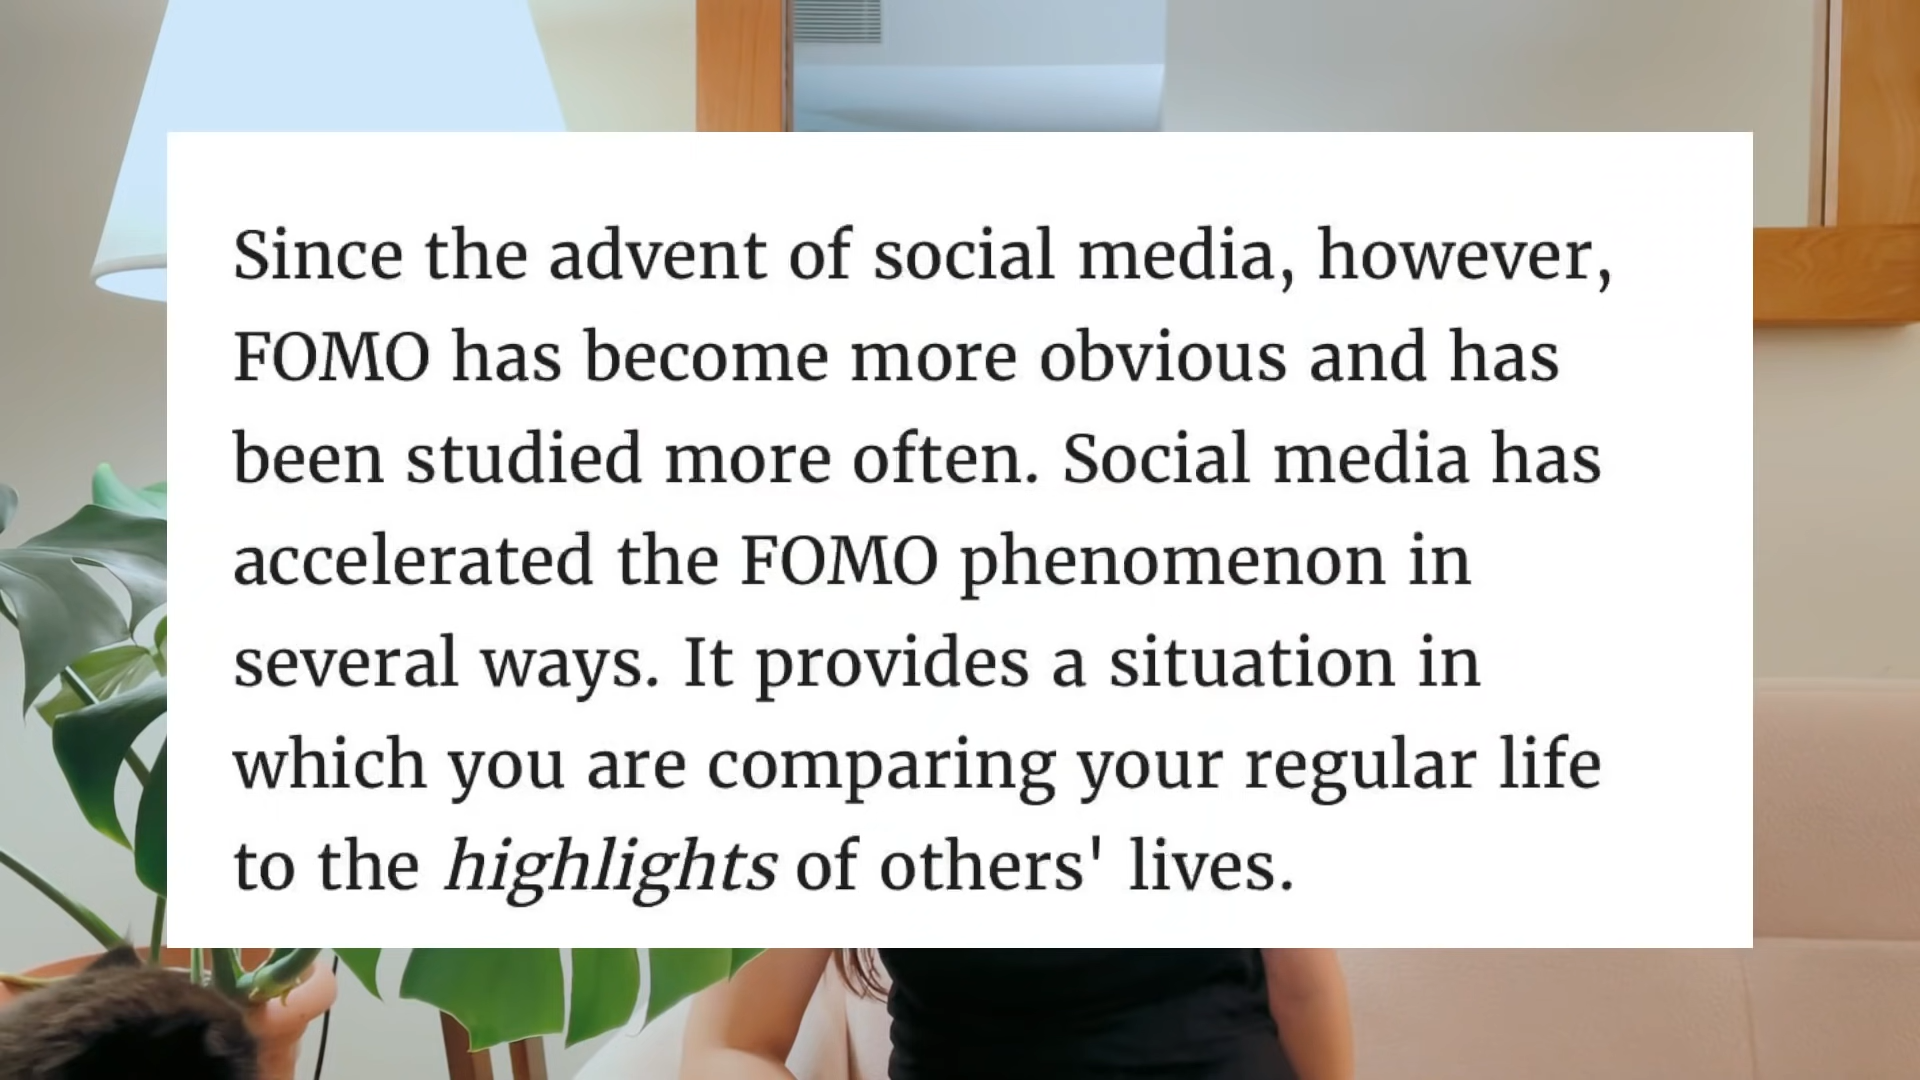 Since the advent of social media, however,
FOMO has become more obvious and has
been studied more often. Social media has
accelerated the FOMO phenomenon in
several ways. It provides a situation in
which you are comparing your regular life
to the highlights of others' lives.